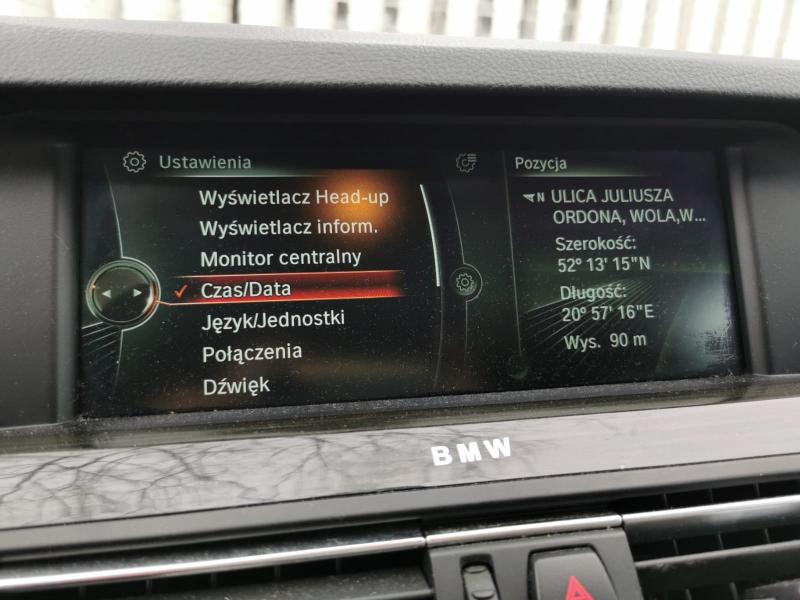 Ustawienia
Wyświetlacz Head-up
Wyświetlacz inform.
Monitor centralny
Czas/Data
Język/Jednostki
Połączenia
Dźwięk
Pozycja
N ULICA JULIUSZA
ORDONA, WOLA,W...
Szerokość:
52° 13' 15"N
Długość:
20° 57' 16"E
Wys. 90 m
BMW